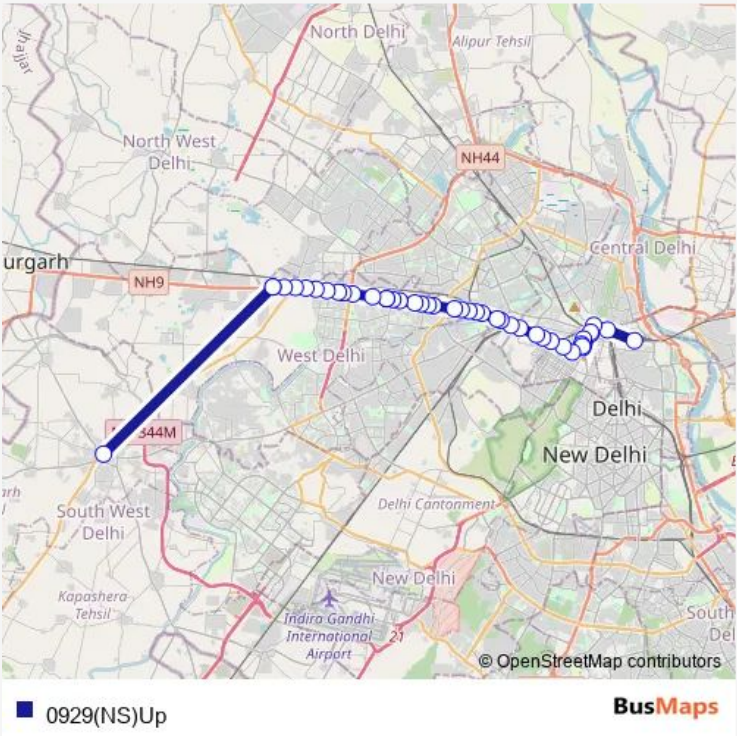 North Delhi
Alipur Tehsil
Jhajjar
North West
Delhi
NH44
Central Delhi
urgarh
NH9
West Delhi
344M
Delhi
New Delhi
South West
Delhi
Delhi Cantonment
New Delhi
Kapashera
Tehsil
Indira Gandhi
International
Airport
21
South
Del
© OpenStreetMap contributors
0929(NS)Up
BusMaps